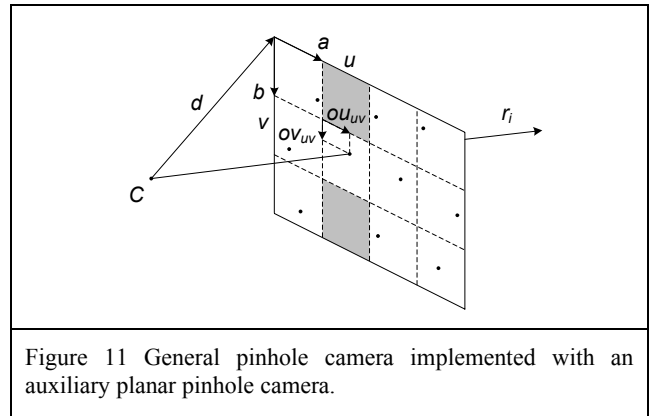 a
u
d
b
v
ou_uv
ov_uv
r_i
C
Figure 11 General pinhole camera implemented with an
auxiliary planar pinhole camera.